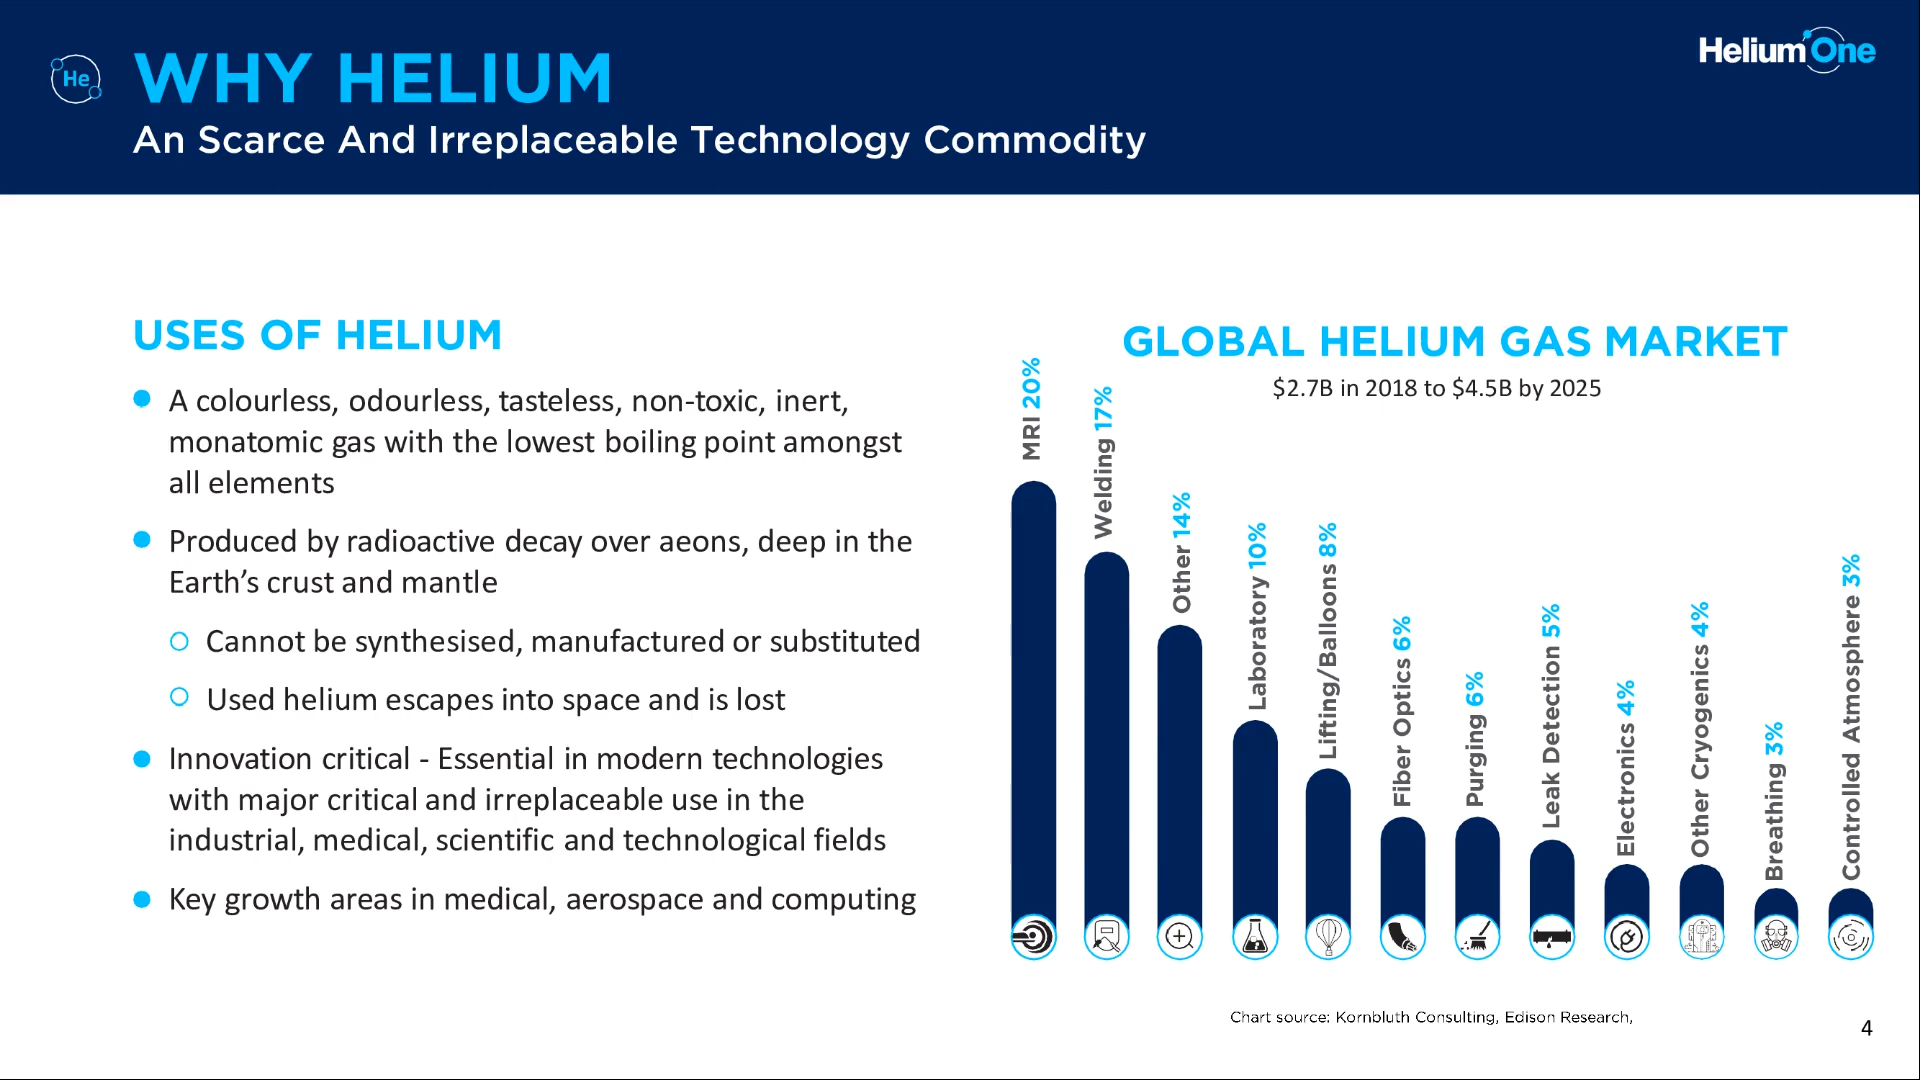 He
WHY HELIUM
An Scarce And Irreplaceable Technology Commodity
Helium One
USES OF HELIUM
A colourless, odourless, tasteless, non-toxic, inert,
monatomic gas with the lowest boiling point amongst
all elements
Produced by radioactive decay over aeons, deep in the
Earth’s crust and mantle
Cannot be synthesised, manufactured or substituted
Used helium escapes into space and is lost
Innovation critical - Essential in modern technologies
with major critical and irreplaceable use in the
industrial, medical, scientific and technological fields
Key growth areas in medical, aerospace and computing
GLOBAL HELIUM GAS MARKET
$2.7B in 2018 to $4.5B by 2025
MRI 20%
Welding 17%
Other 14%
Laboratory 10%
Lifting/Balloons 8%
Fiber Optics 6%
Purging 6%
Leak Detection 5%
Electronics 4%
Other Cryogenics 4%
Breathing 3%
Controlled Atmosphere 3%
Chart source: Kornbluth Consulting, Edison Research,
4